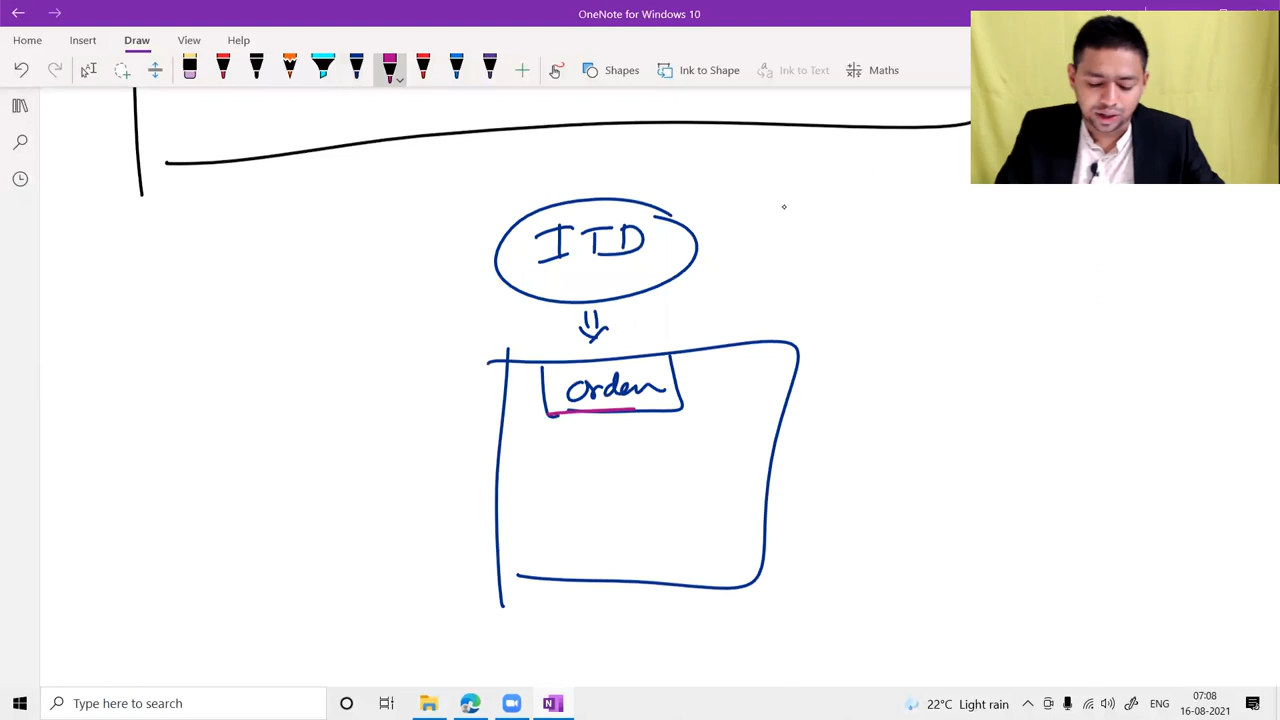 OneNote for Windows 10
Home Insert Draw View Help
Shapes Ink to Shape Ink to Text Maths
ITD
Orden
Type here to search
22°C Light rain ENG 07:08
16-08-2021